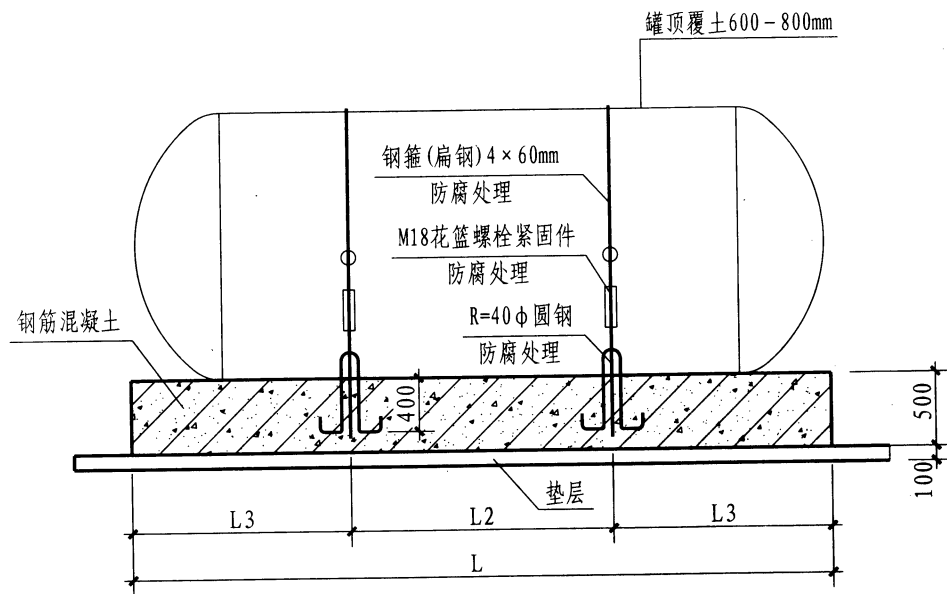 罐顶覆土600-800mm
钢箍(扁钢)4×60mm
防腐处理
M18花篮螺栓紧固件
防腐处理
R=40φ圆钢
防腐处理
钢筋混凝土
400
500
100
垫层
L3
L2
L3
L